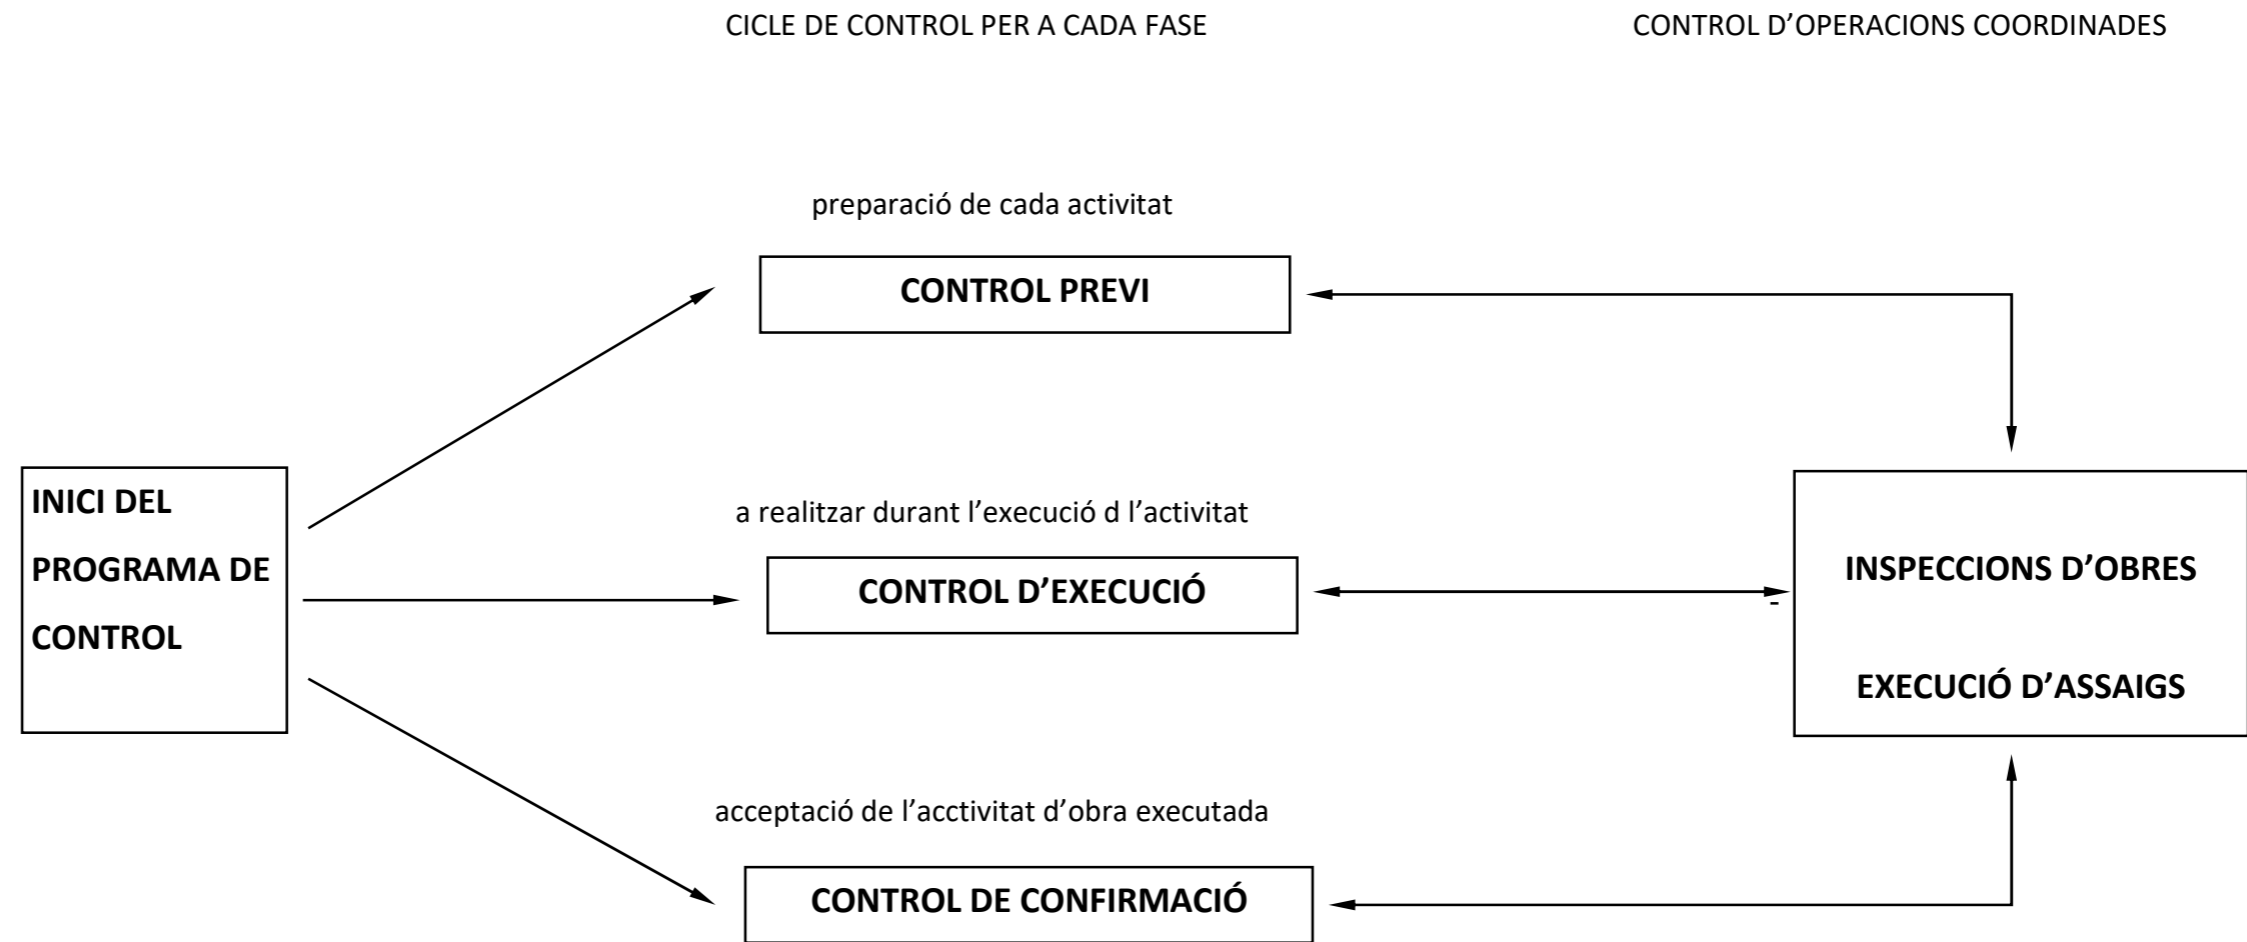 CICLE DE CONTROL PER A CADA FASE
CONTROL D’OPERACIONS COORDINADES
preparació de cada activitat
CONTROL PREVI
INICI DEL
PROGRAMA DE
CONTROL
a realitzar durant l’execució d l’activitat
CONTROL D’EXECUCIÓ
-
INSPECCIONS D’OBRES
EXECUCIÓ D’ASSAIGS
acceptació de l’acctivitat d’obra executada
CONTROL DE CONFIRMACIÓ